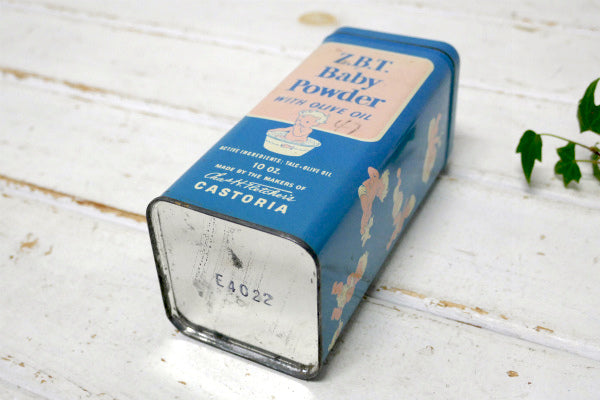 Z.B.T.
Baby
Powder
WITH OLIVE OIL
47
ACTIVE INGREDIENTS: TALC·OLIVE OIL
10 OZ.
MADE BY THE MAKERS OF
Chas H. Fletcher's
CASTORIA
E4022